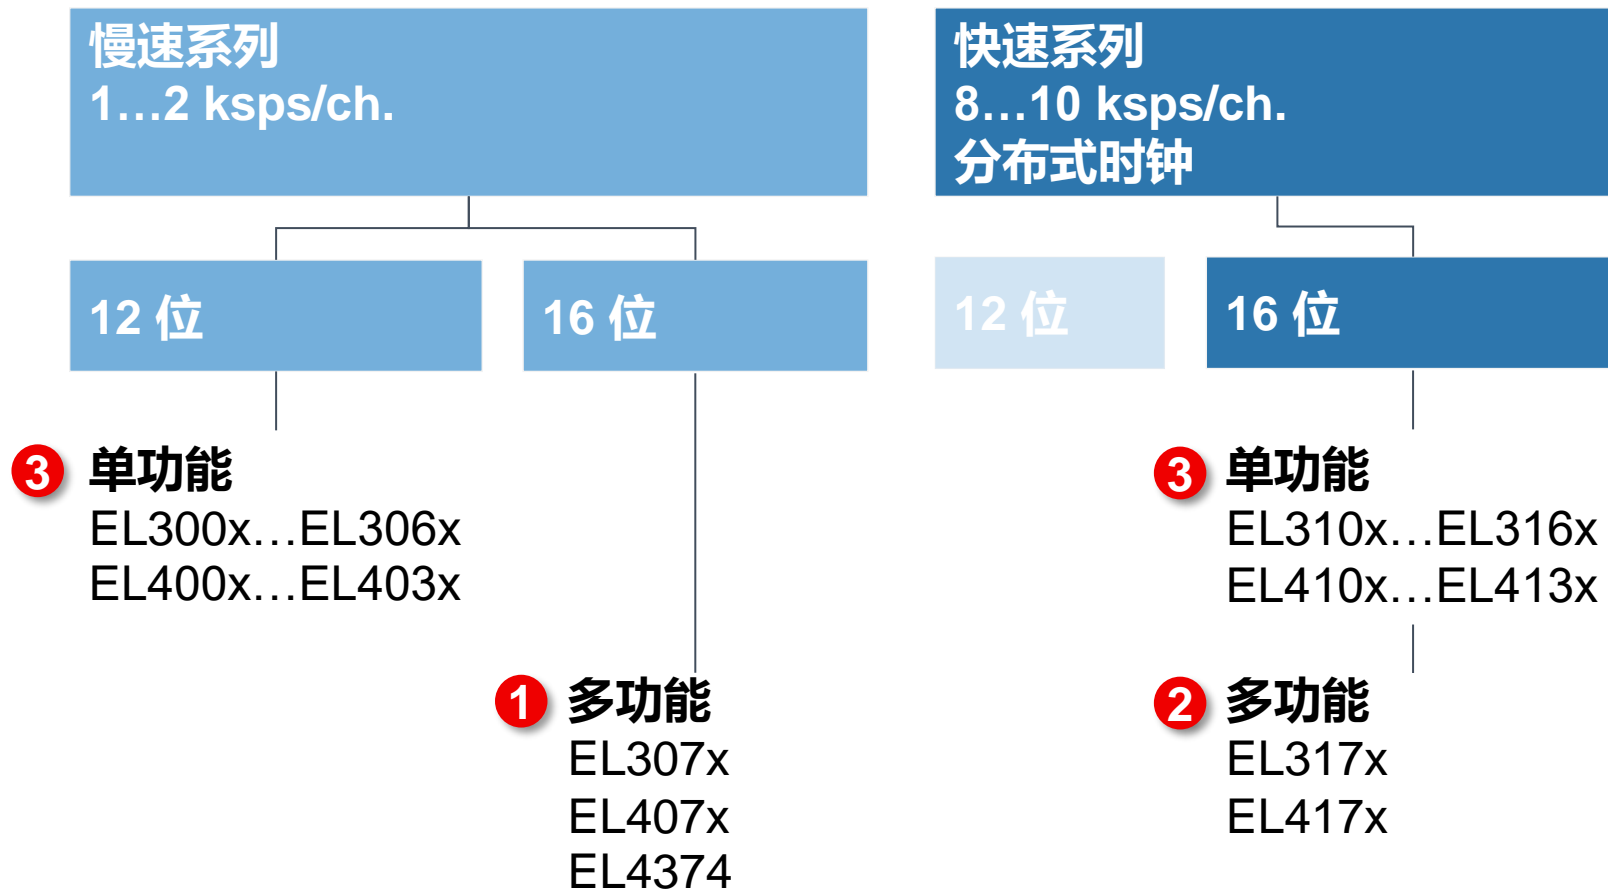 慢速系列
1…2 ksps/ch.
快速系列
8…10 ksps/ch.
分布式时钟
12 位
16 位
12 位
16 位
3 单功能
EL300x…EL306x
EL400x…EL403x
3 单功能
EL310x…EL316x
EL410x…EL413x
1 多功能
EL307x
EL407x
EL4374
2 多功能
EL317x
EL417x